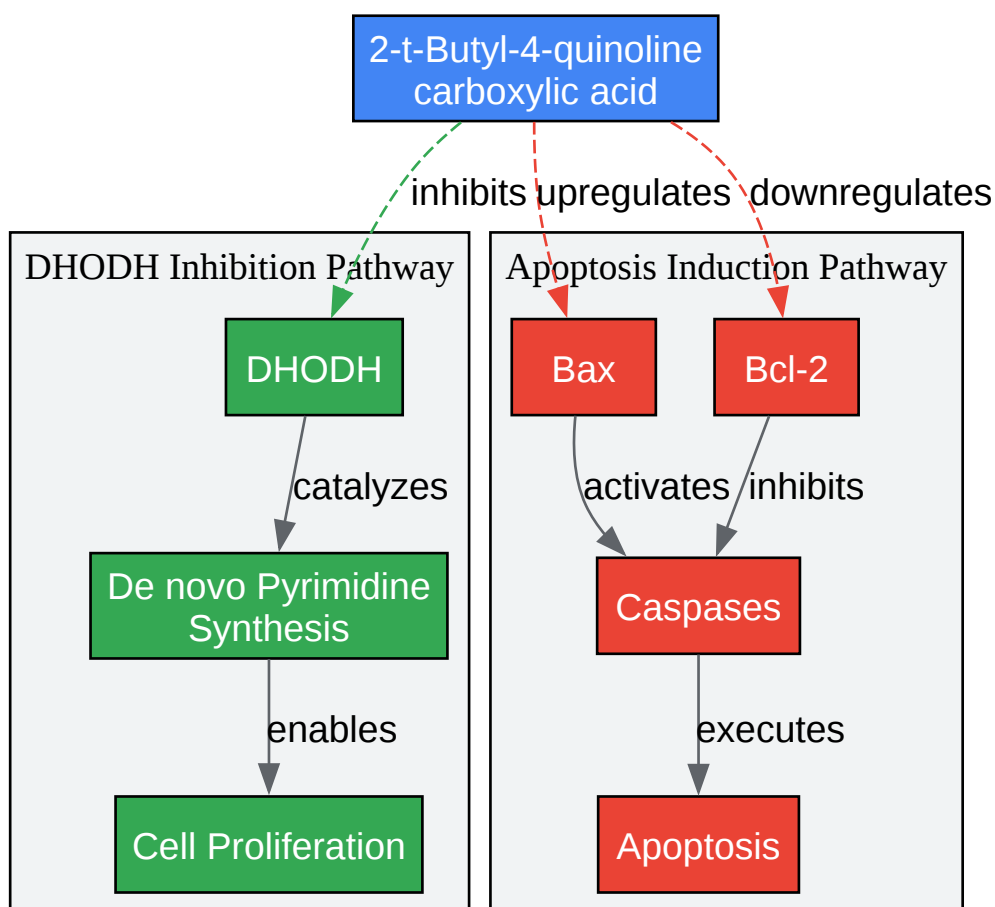 2-t-Butyl-4-quinoline
carboxylic acid
inhibits
upregulates
downregulates
DHODH Inhibition Pathway
Apoptosis Induction Pathway
DHODH
Bax
Bcl-2
catalyzes
activates
inhibits
De novo Pyrimidine
Synthesis
Caspases
enables
executes
Cell Proliferation
Apoptosis